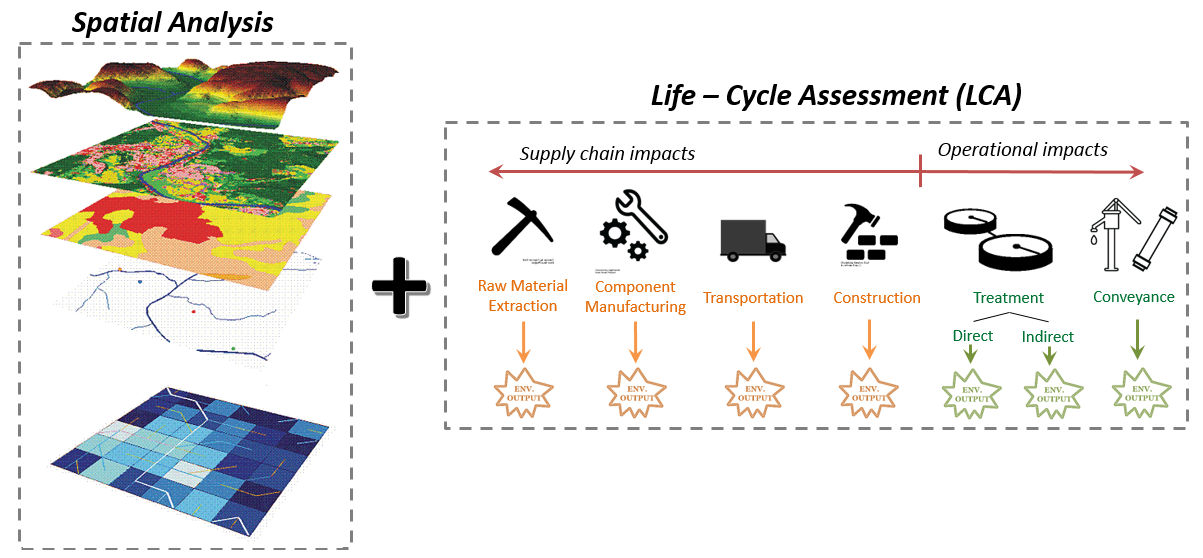 Spatial Analysis
Life – Cycle Assessment (LCA)
Supply chain impacts
Operational impacts
Raw Material
Extraction
Component
Manufacturing
Transportation
Construction
Treatment
Conveyance
Direct
Indirect
ENV.
OUTPUT
ENV.
OUTPUT
ENV.
OUTPUT
ENV.
OUTPUT
ENV.
OUTPUT
ENV.
OUTPUT
ENV.
OUTPUT